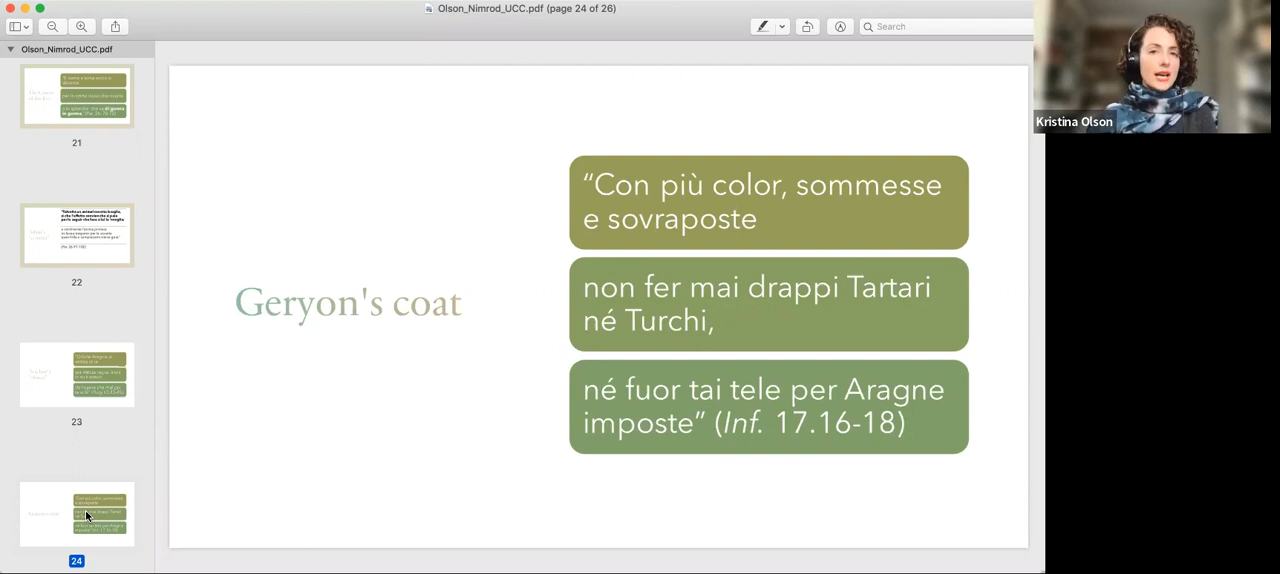 Olson_Nimrod_UCC.pdf (page 24 of 26)
Search
Olson_Nimrod_UCC.pdf
21
22
23
24
Geryon's coat
“Con più color, sommesse
e sovraposte
non fer mai drappi Tartari
né Turchi,
né fuor tai tele per Aragne
imposte” (Inf. 17.16-18)
Kristina Olson